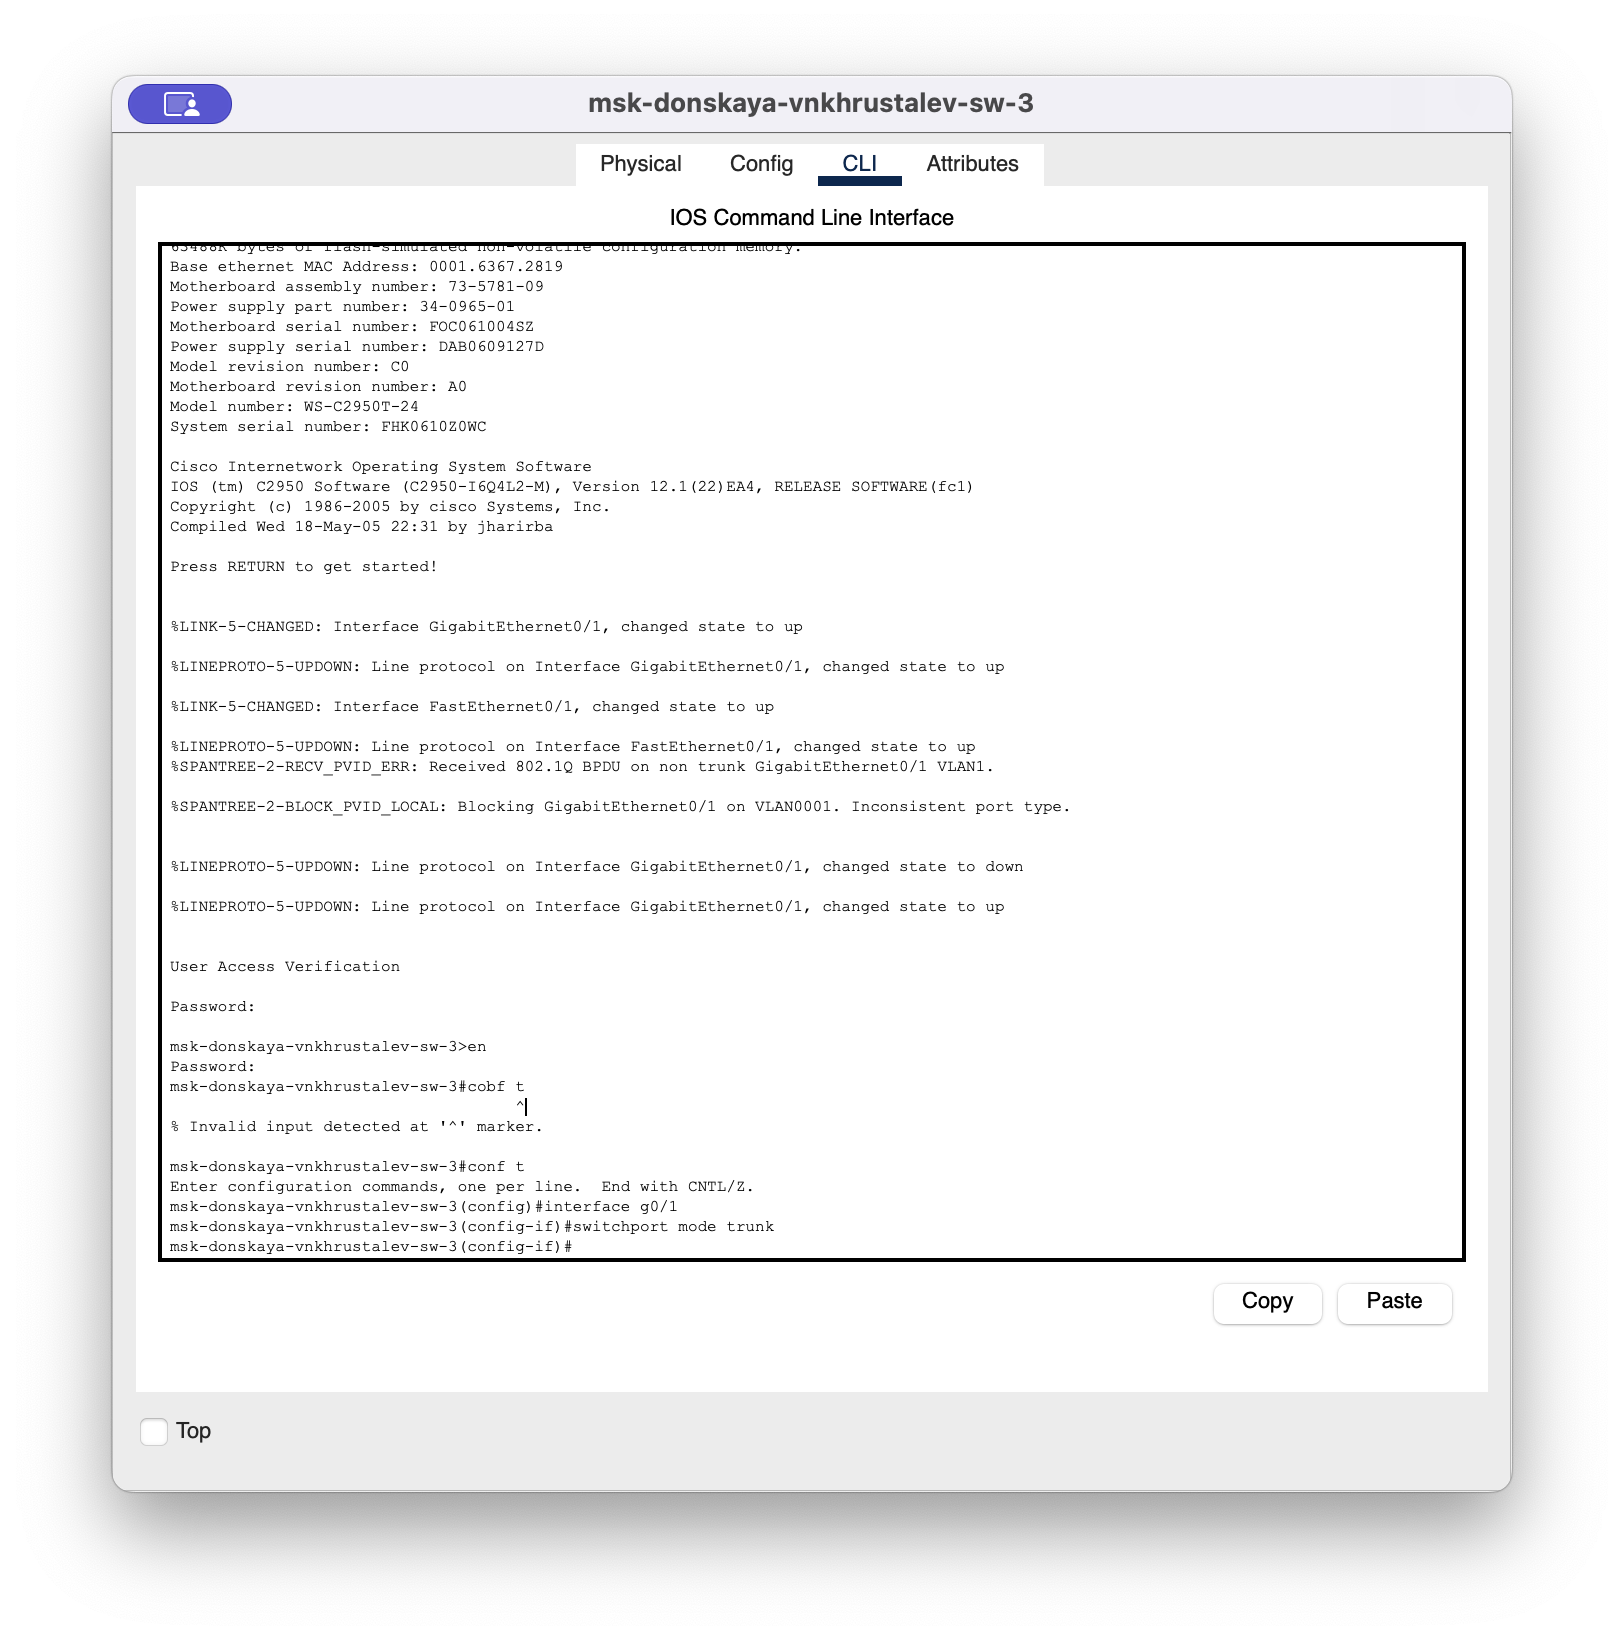 msk-donskaya-vnkhrustalev-sw-3
Physical Config CLI Attributes
IOS Command Line Interface
63488K bytes of flash-simulated non-volatile configuration memory.
Base ethernet MAC Address: 0001.6367.2819
Motherboard assembly number: 73-5781-09
Power supply part number: 34-0965-01
Motherboard serial number: FOC061004SZ
Power supply serial number: DAB0609127D
Model revision number: C0
Motherboard revision number: A0
Model number: WS-C2950T-24
System serial number: FHK0610Z0WC
Cisco Internetwork Operating System Software
IOS (tm) C2950 Software (C2950-I6Q4L2-M), Version 12.1(22)EA4, RELEASE SOFTWARE(fc1)
Copyright (c) 1986-2005 by cisco Systems, Inc.
Compiled Wed 18-May-05 22:31 by jharirba
Press RETURN to get started!
%LINK-5-CHANGED: Interface GigabitEthernet0/1, changed state to up
%LINEPROTO-5-UPDOWN: Line protocol on Interface GigabitEthernet0/1, changed state to up
%LINK-5-CHANGED: Interface FastEthernet0/1, changed state to up
%LINEPROTO-5-UPDOWN: Line protocol on Interface FastEthernet0/1, changed state to up
%SPANTREE-2-RECV_PVID_ERR: Received 802.1Q BPDU on non trunk GigabitEthernet0/1 VLAN1.
%SPANTREE-2-BLOCK_PVID_LOCAL: Blocking GigabitEthernet0/1 on VLAN0001. Inconsistent port type.
%LINEPROTO-5-UPDOWN: Line protocol on Interface GigabitEthernet0/1, changed state to down
%LINEPROTO-5-UPDOWN: Line protocol on Interface GigabitEthernet0/1, changed state to up
User Access Verification
Password:
msk-donskaya-vnkhrustalev-sw-3>en
Password:
msk-donskaya-vnkhrustalev-sw-3#cobf t
^
% Invalid input detected at '^' marker.
msk-donskaya-vnkhrustalev-sw-3#conf t
Enter configuration commands, one per line.  End with CNTL/Z.
msk-donskaya-vnkhrustalev-sw-3(config)#interface g0/1
msk-donskaya-vnkhrustalev-sw-3(config-if)#switchport mode trunk
msk-donskaya-vnkhrustalev-sw-3(config-if)#
Copy Paste
Top